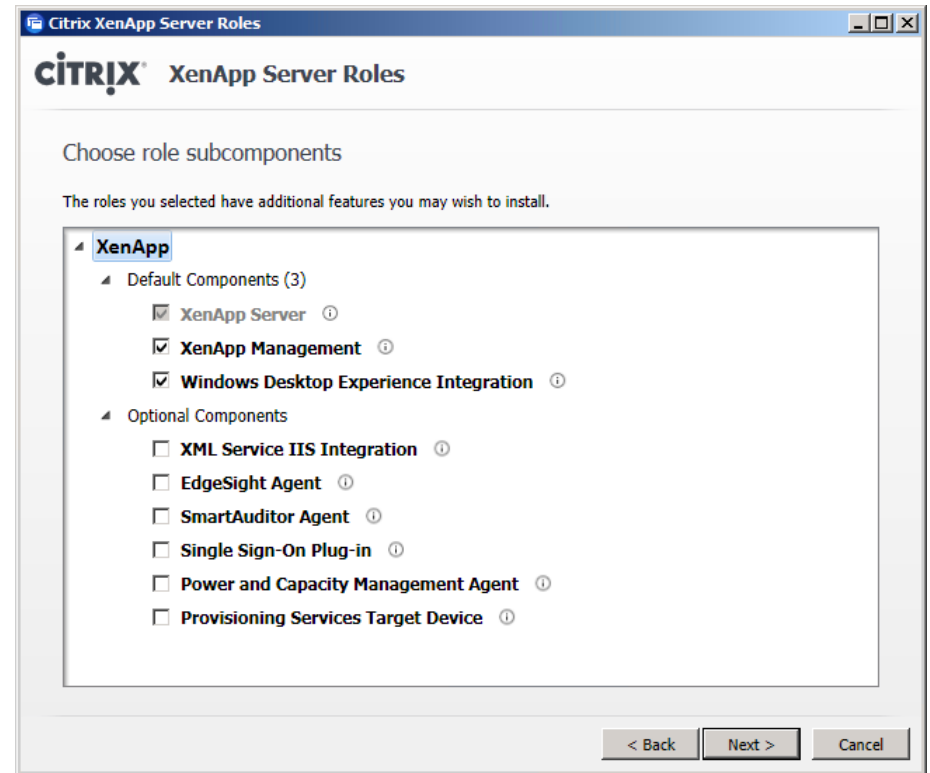 Citrix XenApp Server Roles
CİTRIX XenApp Server Roles
Choose role subcomponents
The roles you selected have additional features you may wish to install.
XenApp
Default Components (3)
XenApp Server
XenApp Management
Windows Desktop Experience Integration
Optional Components
XML Service IIS Integration
EdgeSight Agent
SmartAuditor Agent
Single Sign-On Plug-in
Power and Capacity Management Agent
Provisioning Services Target Device
< Back Next > Cancel